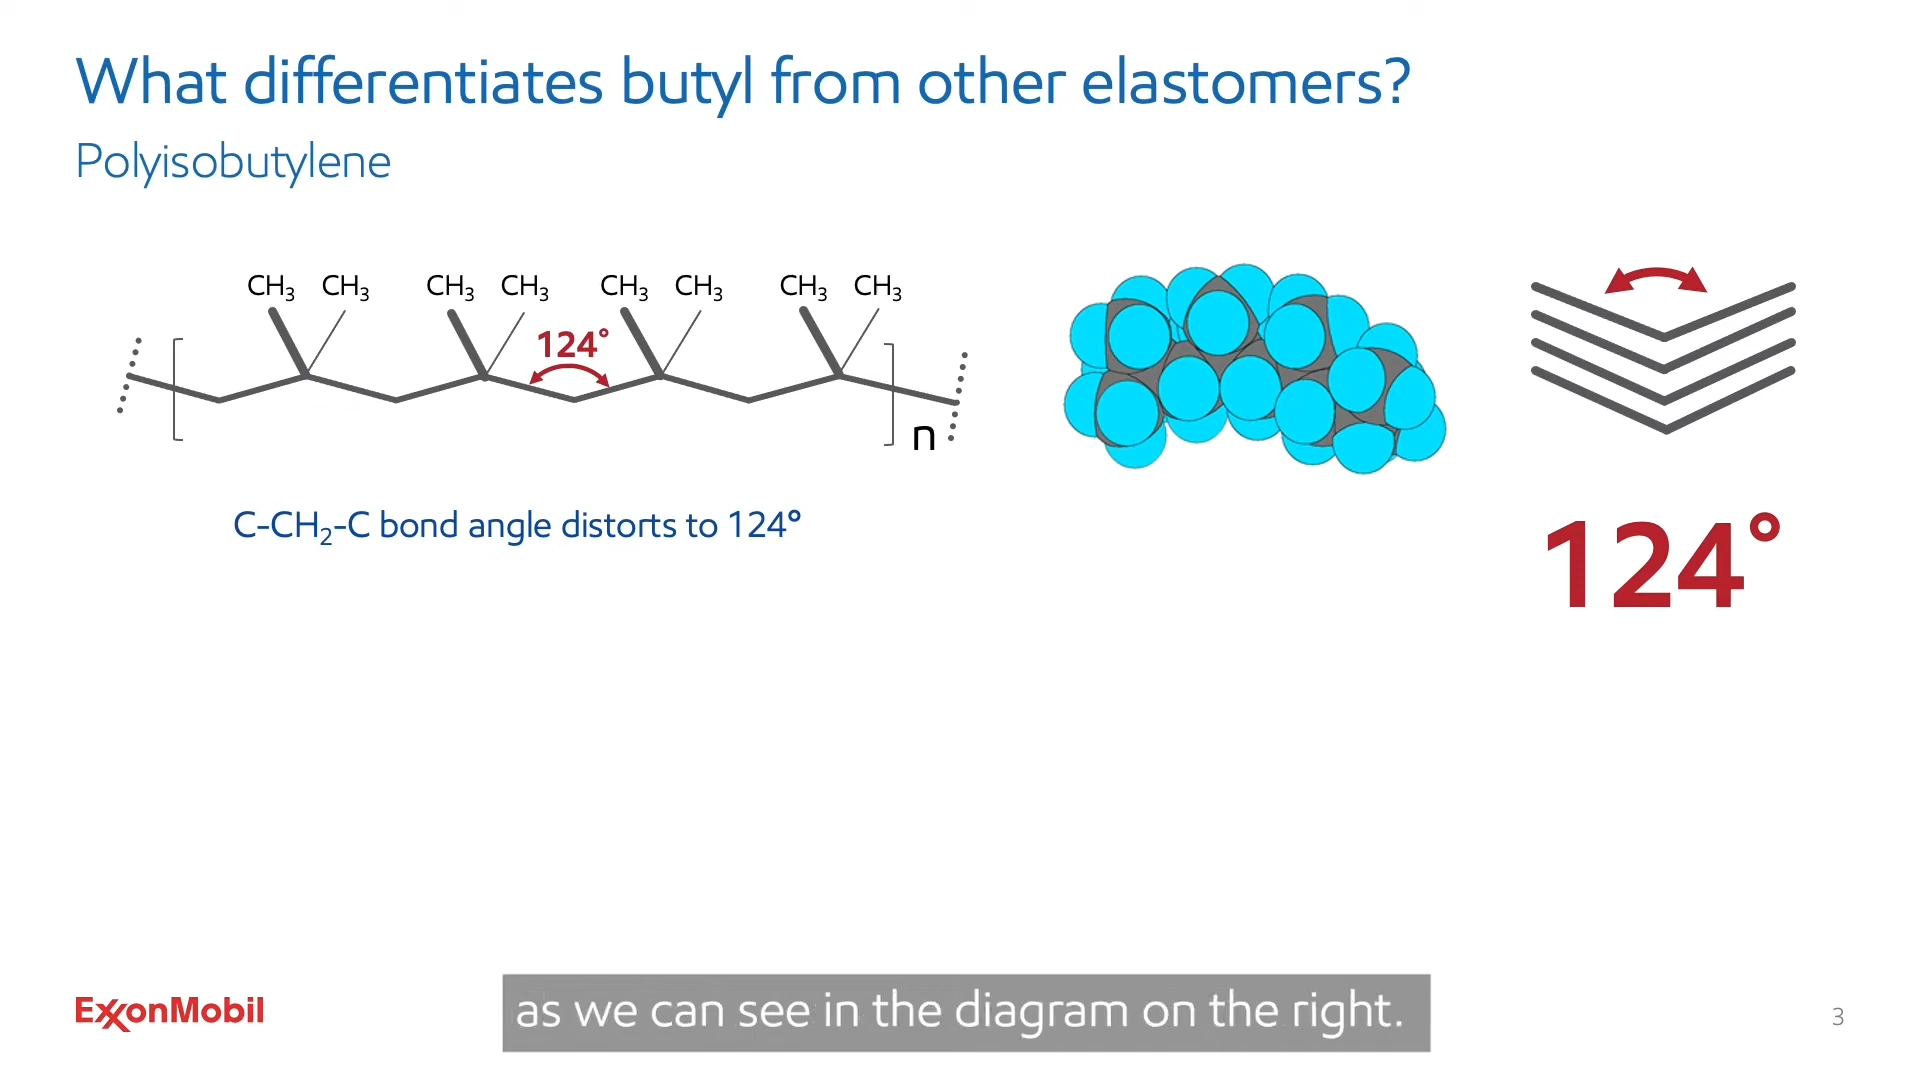 What differentiates butyl from other elastomers?
Polyisobutylene
CH₃ CH₃ CH₃ CH₃ CH₃ CH₃ CH₃ CH₃
124°
n
C-CH₂-C bond angle distorts to 124°
124°
ExxonMobil
as we can see in the diagram on the right.
3